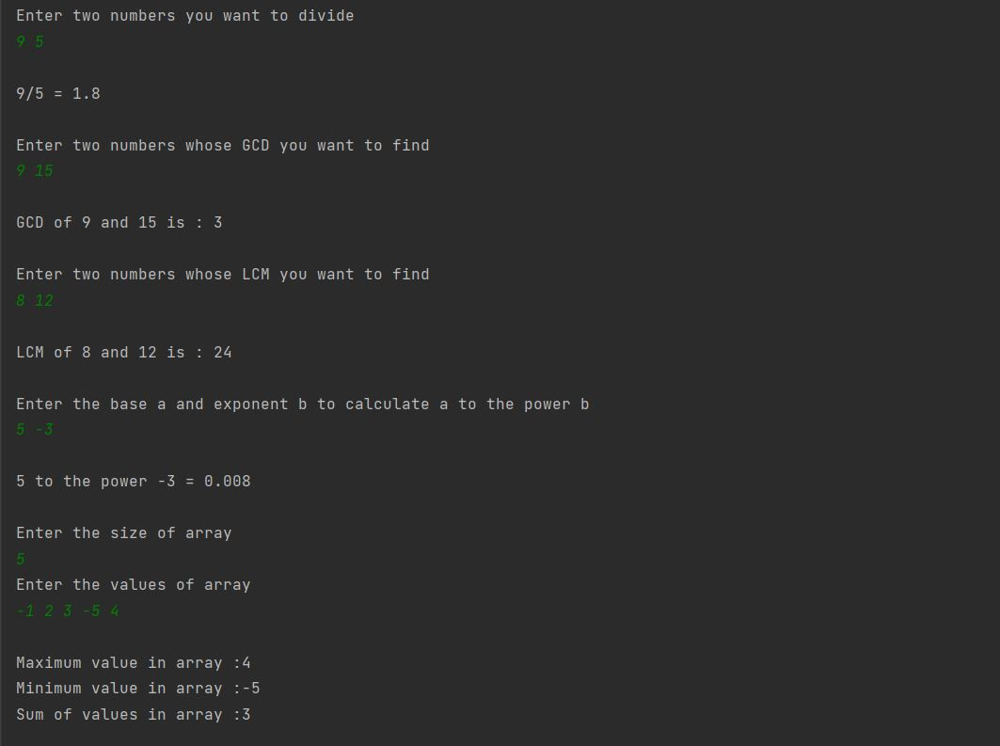 Enter two numbers you want to divide
9 5
9/5 = 1.8
Enter two numbers whose GCD you want to find
9 15
GCD of 9 and 15 is : 3
Enter two numbers whose LCM you want to find
8 12
LCM of 8 and 12 is : 24
Enter the base a and exponent b to calculate a to the power b
5 -3
5 to the power -3 = 0.008
Enter the size of array
5
Enter the values of array
-1 2 3 -5 4
Maximum value in array :4
Minimum value in array :-5
Sum of values in array :3